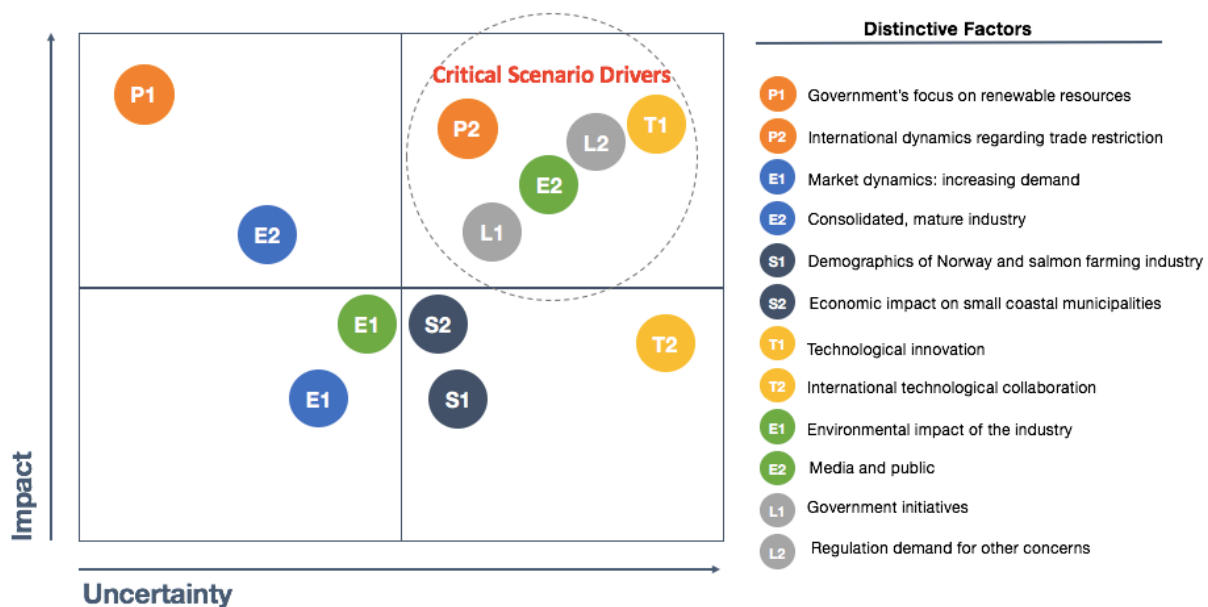 Critical Scenario Drivers
P1
P2
L2
T1
E2
E2
L1
E1
S2
T2
E1
S1
Impact
Uncertainty
Distinctive Factors
P1 Government's focus on renewable resources
P2 International dynamics regarding trade restriction
E1 Market dynamics: increasing demand
E2 Consolidated, mature industry
S1 Demographics of Norway and salmon farming industry
S2 Economic impact on small coastal municipalities
T1 Technological innovation
T2 International technological collaboration
E1 Environmental impact of the industry
E2 Media and public
L1 Government initiatives
L2 Regulation demand for other concerns